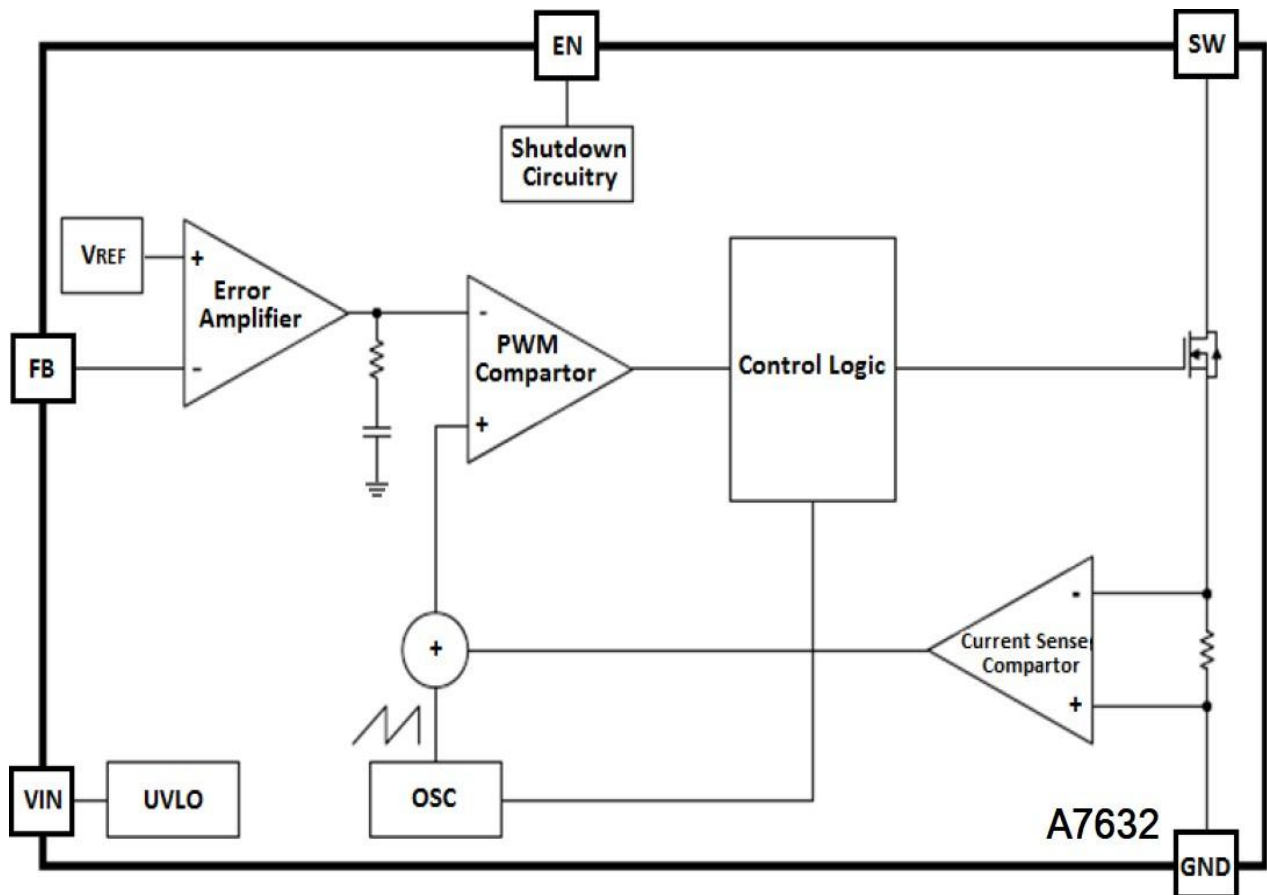 EN
SW
Shutdown
Circuitry
VREF
+
Error
Amplifier
-
FB
-
PWM
Compartor
+
Control Logic
-
Current Sense
Compartor
+
+
VIN
UVLO
OSC
A7632
GND